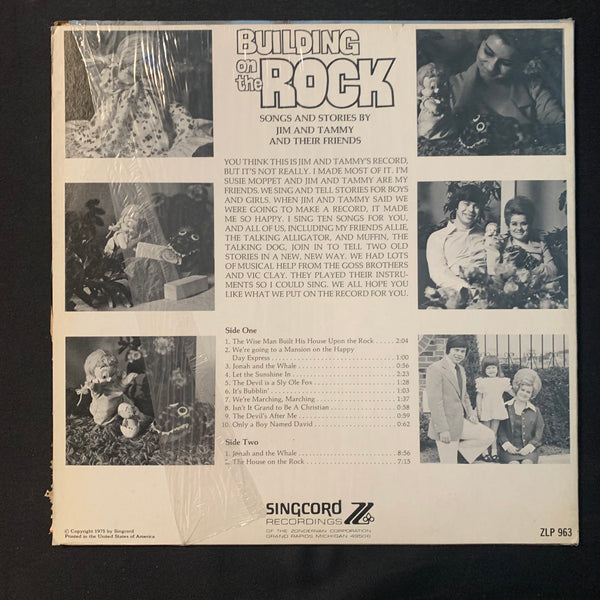 BUILDING
on
the ROCK
SONGS AND STORIES BY
JIM AND TAMMY
AND THEIR FRIENDS
YOU THINK THIS IS JIM AND TAMMY'S RECORD,
BUT IT'S NOT REALLY. I MADE MOST OF IT. I'M
SUSIE MOPPET AND JIM AND TAMMY ARE MY
FRIENDS. WE SING AND TELL STORIES FOR BOYS
AND GIRLS. WHEN JIM AND TAMMY SAID WE
WERE GOING TO MAKE A RECORD, IT MADE
ME SO HAPPY. I SING TEN SONGS FOR YOU,
AND ALL OF US, INCLUDING MY FRIENDS ALLIE,
THE TALKING ALLIGATOR, AND MUFFIN, THE
TALKING DOG, JOIN IN TO TELL TWO OLD
STORIES IN A NEW, NEW WAY. WE HAD LOTS
OF MUSICAL HELP FROM THE GOSS BROTHERS
AND VIC CLAY. THEY PLAYED THEIR INSTRU-
MENTS SO I COULD SING. WE ALL HOPE YOU
LIKE WHAT WE PUT ON THE RECORD FOR YOU.
Side One
1. The Wise Man Built His House Upon the Rock ..... 2:04
2. We're going to a Mansion on the Happy
Day Express ..... 1:00
3. Jonah and the Whale ..... 0:56
4. Let the Sunshine In ..... 2:23
5. The Devil is a Sly Ole Fox ..... 1:28
6. It's Bubblin' ..... 1:03
7. We're Marching, Marching ..... 1:37
8. Isn't It Grand to Be A Christian ..... 0:58
9. The Devil's After Me ..... 0:59
10. Only a Boy Named David ..... 0:62
Side Two
1. Jonah and the Whale ..... 8:56
2. The House on the Rock ..... 7:15
SINGCORD
RECORDINGS
OF THE ZONDERVAN CORPORATION
GRAND RAPIDS MICHIGAN 49506
© Copyright 1975 by Singcord
Printed in the United States of America
ZLP 963